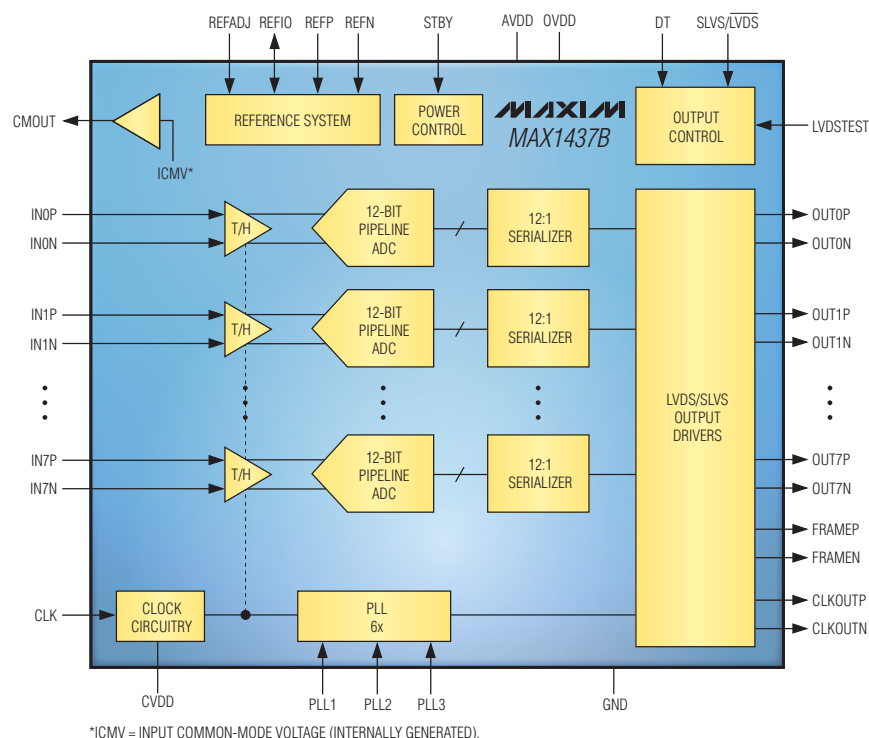 REFADJ REFIO REFP REFN STBY AVDD OVDD DT SLVS/L̅V̅D̅S̅
CMOUT
ICMV*
REFERENCE SYSTEM
POWER
CONTROL
MAXIM
MAX1437B
OUTPUT
CONTROL
LVDSTEST
IN0P
IN0N
T/H
12-BIT
PIPELINE
ADC
12:1
SERIALIZER
OUT0P
OUT0N
IN1P
IN1N
T/H
12-BIT
PIPELINE
ADC
12:1
SERIALIZER
OUT1P
OUT1N
LVDS/SLVS
OUTPUT
DRIVERS
IN7P
IN7N
T/H
12-BIT
PIPELINE
ADC
12:1
SERIALIZER
OUT7P
OUT7N
FRAMEP
FRAMEN
CLK
CLOCK
CIRCUITRY
PLL
6x
CLKOUTP
CLKOUTN
CVDD PLL1 PLL2 PLL3 GND
*ICMV = INPUT COMMON-MODE VOLTAGE (INTERNALLY GENERATED).